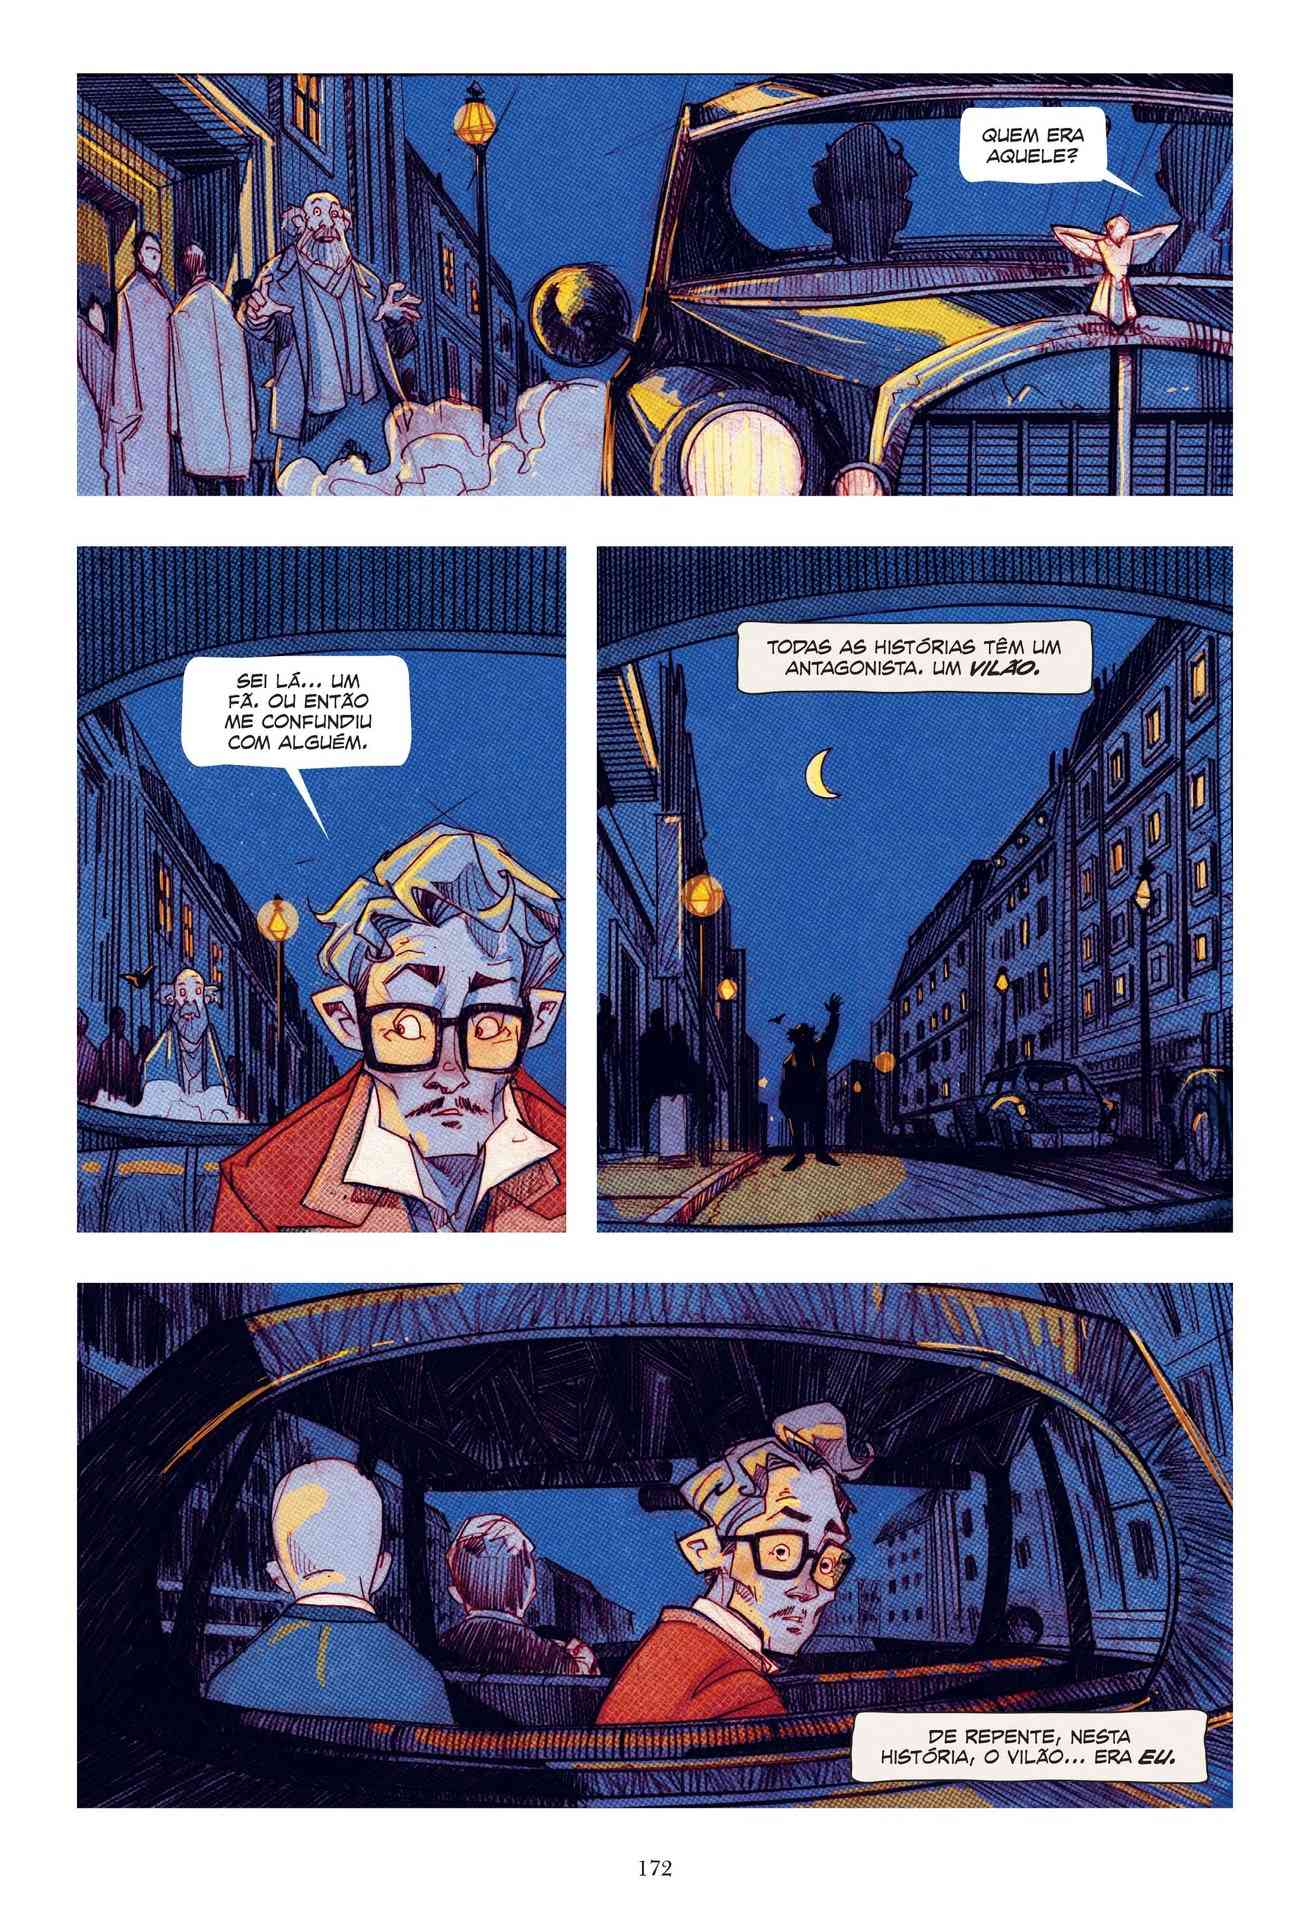 QUEM ERA
AQUELE?
SEI LÁ... UM
FÃ. OU ENTÃO
ME CONFUNDIU
COM ALGUÉM.
TODAS AS HISTÓRIAS TÊM UM
ANTAGONISTA. UM VILÃO.
DE REPENTE, NESTA
HISTÓRIA, O VILÃO... ERA EU.
172